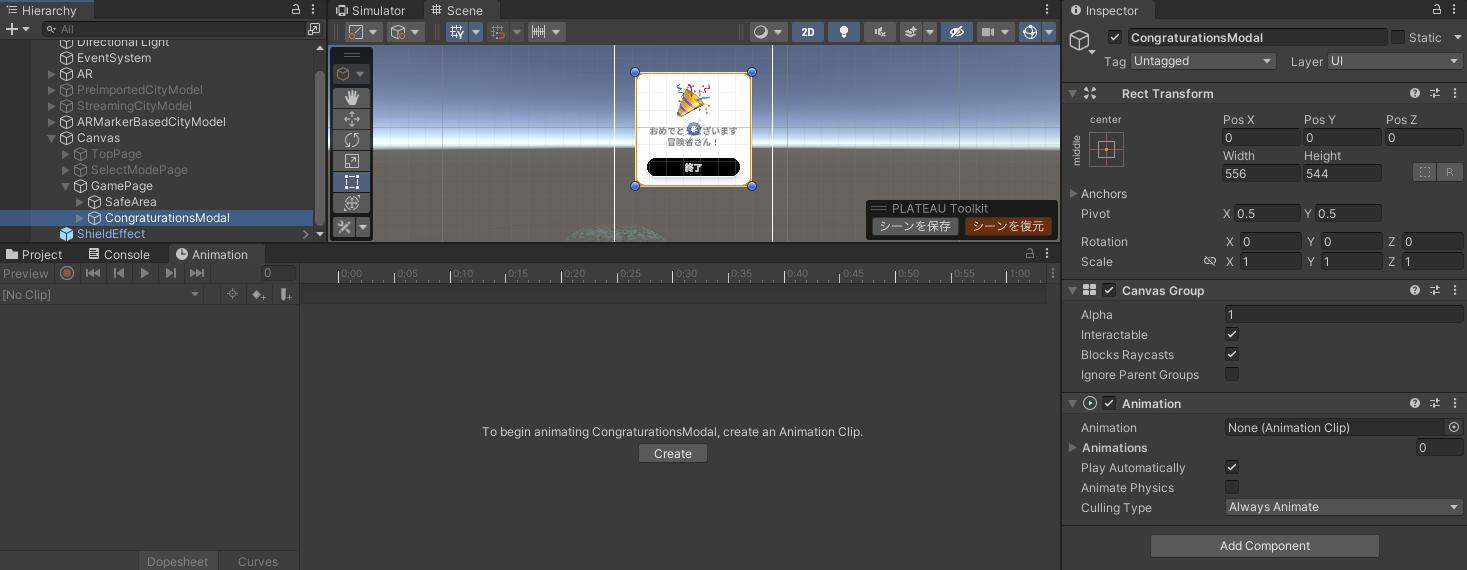 Hierarchy
All
Directional Light
EventSystem
AR
PreimportedCityModel
StreamingCityModel
ARMarkerBasedCityModel
Canvas
TopPage
SelectModePage
GamePage
SafeArea
CongraturationsModal
ShieldEffect
Simulator
Scene
2D
おめでとうございます
冒険者さん！
終了
PLATEAU Toolkit
シーンを保存
シーンを復元
Project
Console
Animation
Preview
0
0:00
0:05
0:10
0:15
0:20
0:25
0:30
0:35
0:40
0:45
0:50
0:55
1:00
[No Clip]
To begin animating CongraturationsModal, create an Animation Clip.
Create
Dopesheet
Curves
Inspector
CongraturationsModal
Static
Tag Untagged
Layer UI
Rect Transform
center
middle
Pos X Pos Y Pos Z
0 0 0
Width Height
556 544
R
Anchors
Pivot X 0.5 Y 0.5
Rotation X 0 Y 0 Z 0
Scale X 1 Y 1 Z 1
Canvas Group
Alpha 1
Interactable
Blocks Raycasts
Ignore Parent Groups
Animation
Animation None (Animation Clip)
Animations 0
Play Automatically
Animate Physics
Culling Type Always Animate
Add Component